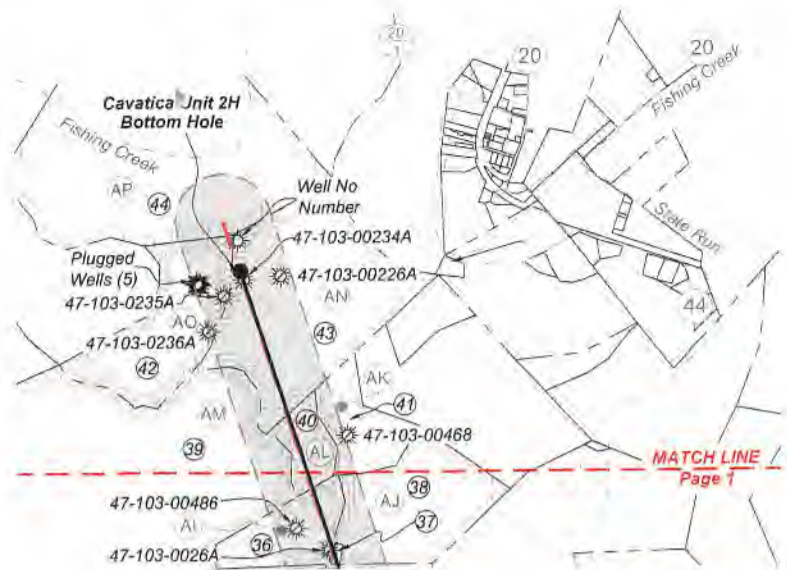 20
20
20
Fishing Creek
Cavatica Unit 2H
Bottom Hole
Fishing Creek
AP
44
Well No
Number
State Run
47-103-00234A
Plugged
Wells (5)
47-103-00226A
47-103-0235A
AN
44
AO
43
47-103-0236A
42
AK
AM
40
41
47-103-00468
39
AL
MATCH LINE
Page 1
38
47-103-00486
AJ
AI
37
36
47-103-0026A